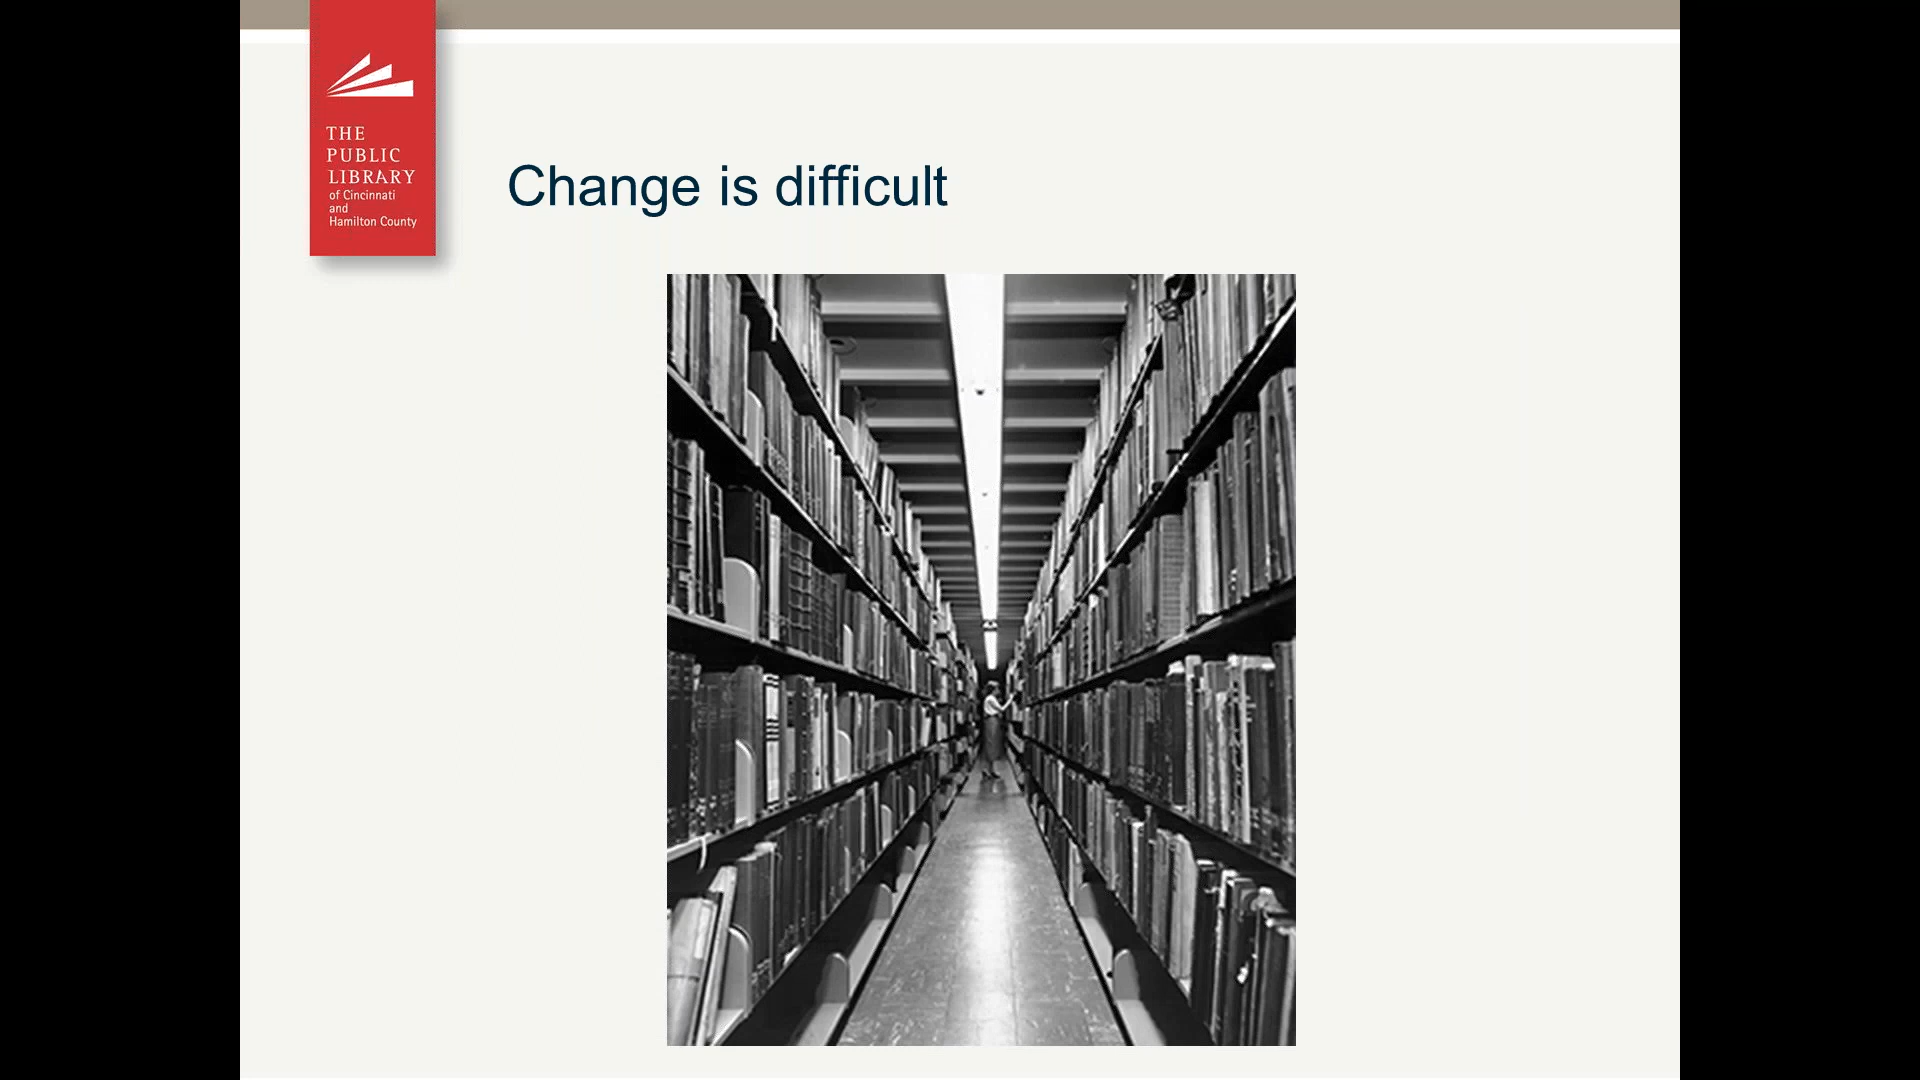 THE
PUBLIC
LIBRARY
of Cincinnati
and
Hamilton County
Change is difficult